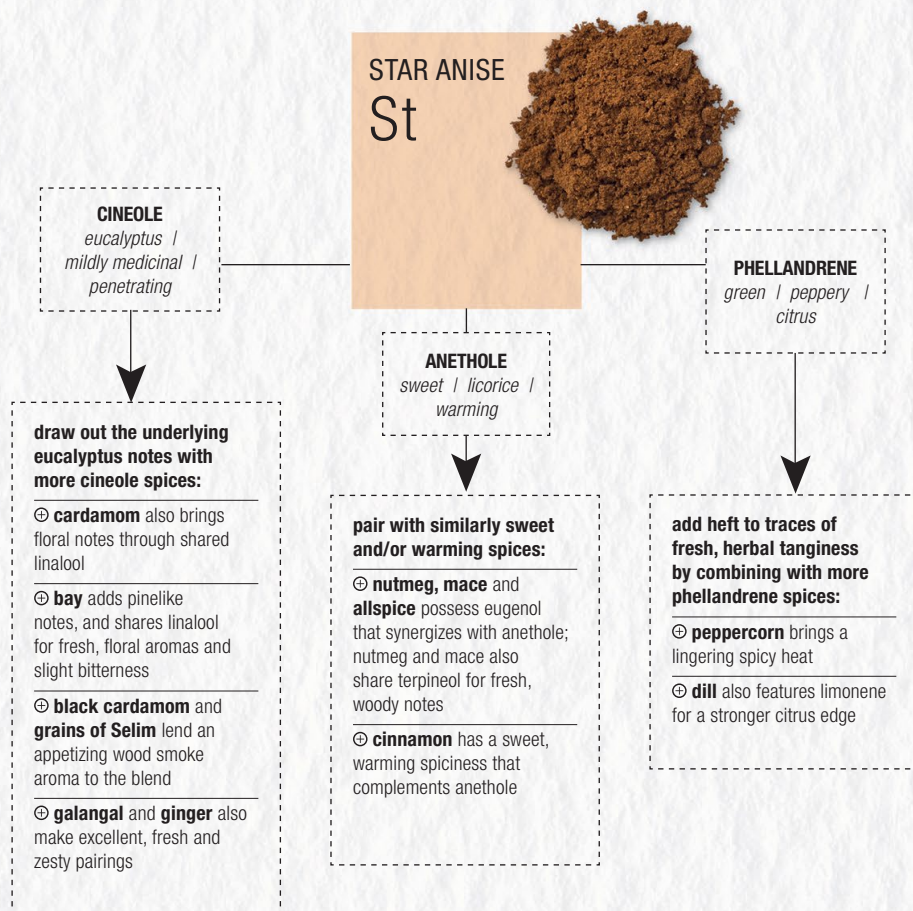 STAR ANISE
St
CINEOLE
eucalyptus |
mildly medicinal |
penetrating
draw out the underlying
eucalyptus notes with
more cineole spices:
⊕ cardamom also brings
floral notes through shared
linalool
⊕ bay adds pinelike
notes, and shares linalool
for fresh, floral aromas and
slight bitterness
⊕ black cardamom and
grains of Selim lend an
appetizing wood smoke
aroma to the blend
⊕ galangal and ginger also
make excellent, fresh and
zesty pairings
ANETHOLE
sweet | licorice |
warming
pair with similarly sweet
and/or warming spices:
⊕ nutmeg, mace and
allspice possess eugenol
that synergizes with anethole;
nutmeg and mace also
share terpineol for fresh,
woody notes
⊕ cinnamon has a sweet,
warming spiciness that
complements anethole
PHELLANDRENE
green | peppery |
citrus
add heft to traces of
fresh, herbal tanginess
by combining with more
phellandrene spices:
⊕ peppercorn brings a
lingering spicy heat
⊕ dill also features limonene
for a stronger citrus edge